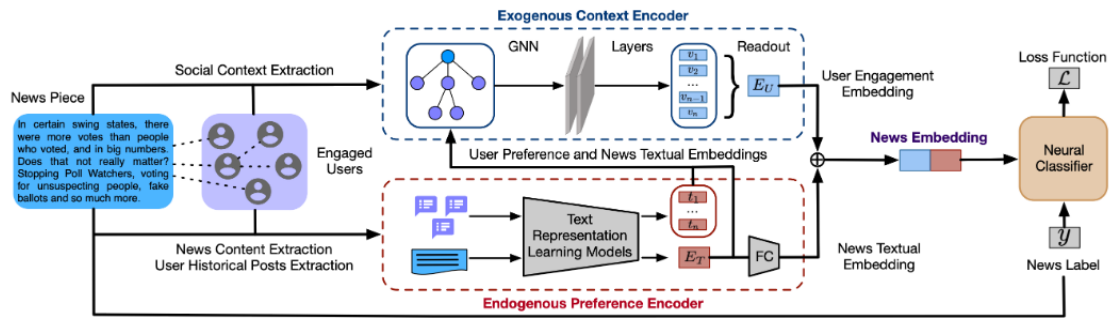 Exogenous Context Encoder
GNN
Layers
Readout
Social Context Extraction
News Piece
In certain swing states, there
were more votes than people
who voted, and in big numbers.
Does that not really matter?
Stopping Poll Watchers, voting
for unsuspecting people, fake
ballots and so much more.
Engaged
Users
v₁
v₂
...
vₙ₋₁
vₙ
E_U
User Engagement
Embedding
User Preference and News Textual Embeddings
⊕
News Embedding
Loss Function
ℒ
Neural
Classifier
y
News Label
News Content Extraction
User Historical Posts Extraction
Text
Representation
Learning Models
t₁
...
tₙ
E_T
FC
News Textual
Embedding
Endogenous Preference Encoder